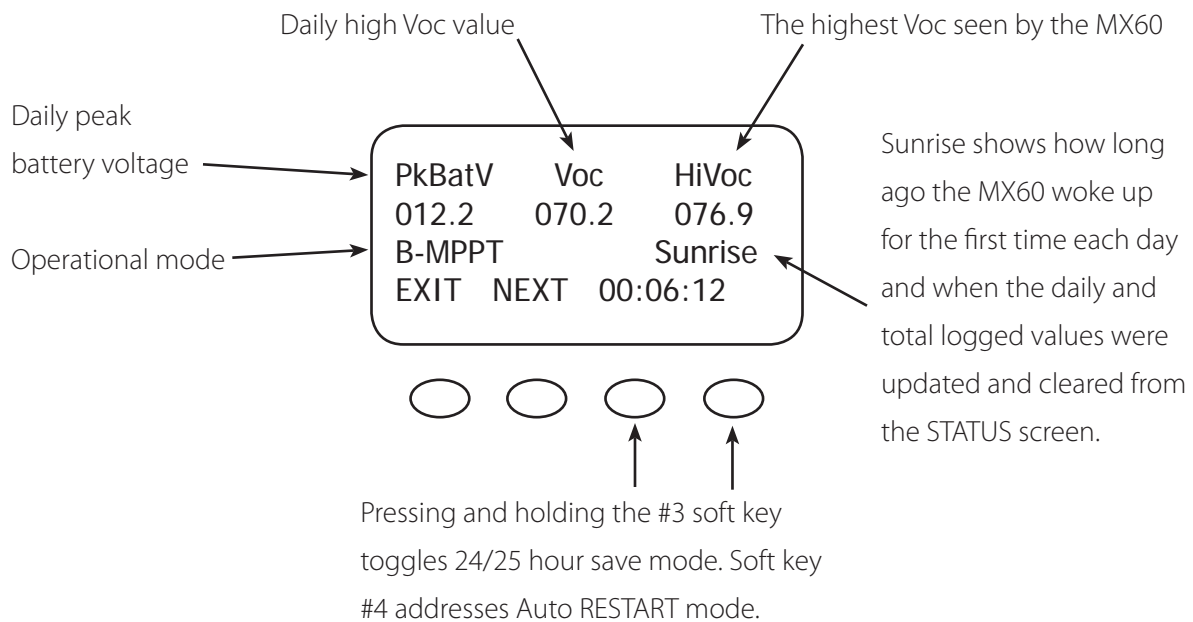 Daily high Voc value
The highest Voc seen by the MX60
Daily peak
battery voltage
Operational mode
PkBatV Voc HiVoc
012.2 070.2 076.9
B-MPPT Sunrise
EXIT NEXT 00:06:12
Sunrise shows how long
ago the MX60 woke up
for the first time each day
and when the daily and
total logged values were
updated and cleared from
the STATUS screen.
Pressing and holding the #3 soft key
toggles 24/25 hour save mode. Soft key
#4 addresses Auto RESTART mode.